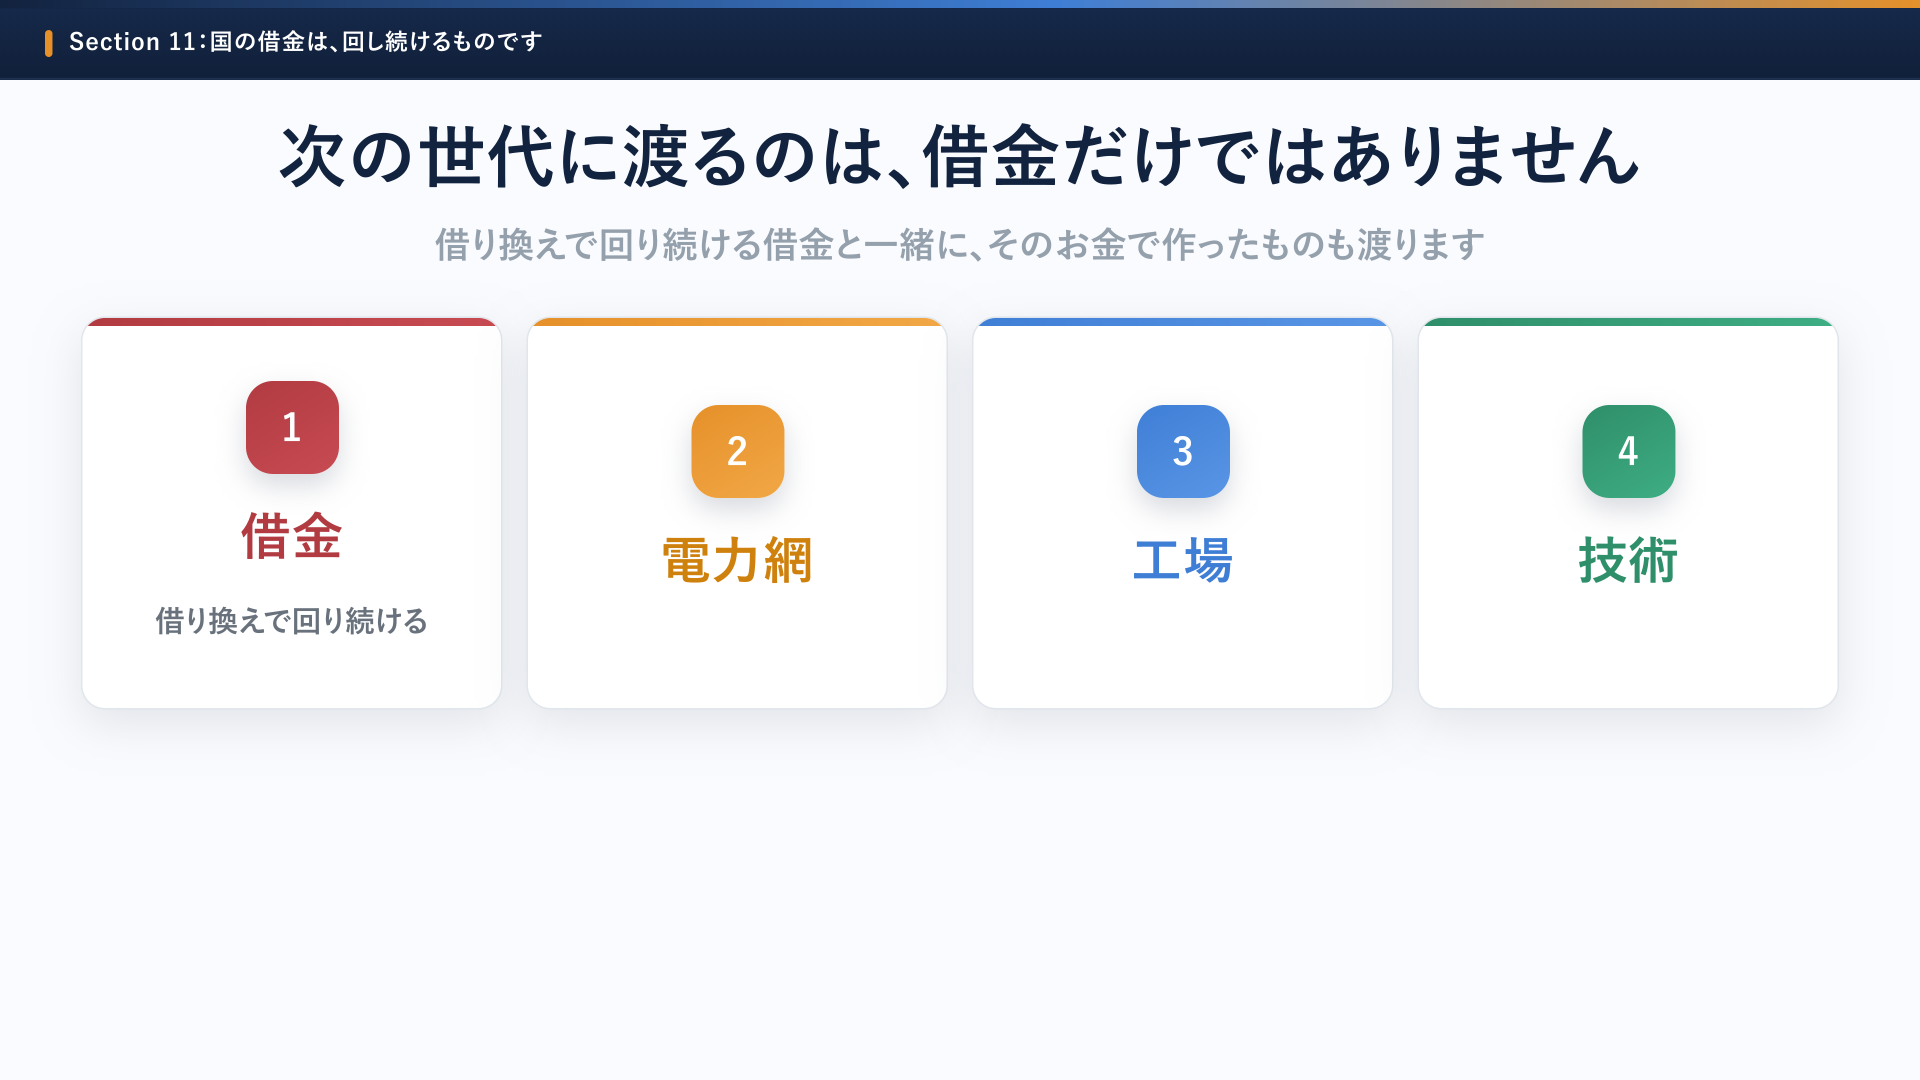 Section 11：国の借金は、回し続けるものです
次の世代に渡るのは、借金だけではありません
借り換えで回り続ける借金と一緒に、そのお金で作ったものも渡ります
1
借金
借り換えで回り続ける
2
電力網
3
工場
4
技術